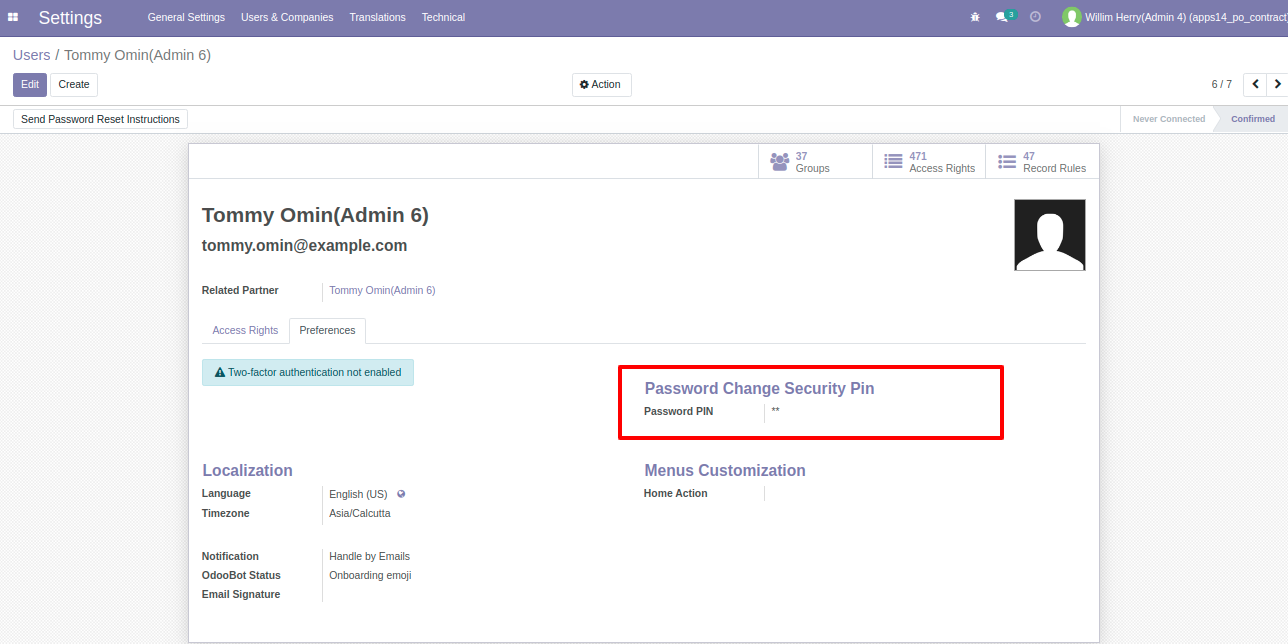 Settings General Settings Users & Companies Translations Technical 3 Willim Herry(Admin 4) (apps14_po_contract
Users / Tommy Omin(Admin 6)
Edit Create Action 6 / 7
Send Password Reset Instructions Never Connected Confirmed
37 Groups 471 Access Rights 47 Record Rules
Tommy Omin(Admin 6)
tommy.omin@example.com
Related Partner Tommy Omin(Admin 6)
Access Rights Preferences
Two-factor authentication not enabled
Password Change Security Pin
Password PIN **
Localization
Language English (US)
Timezone Asia/Calcutta
Menus Customization
Home Action
Notification Handle by Emails
OdooBot Status Onboarding emoji
Email Signature